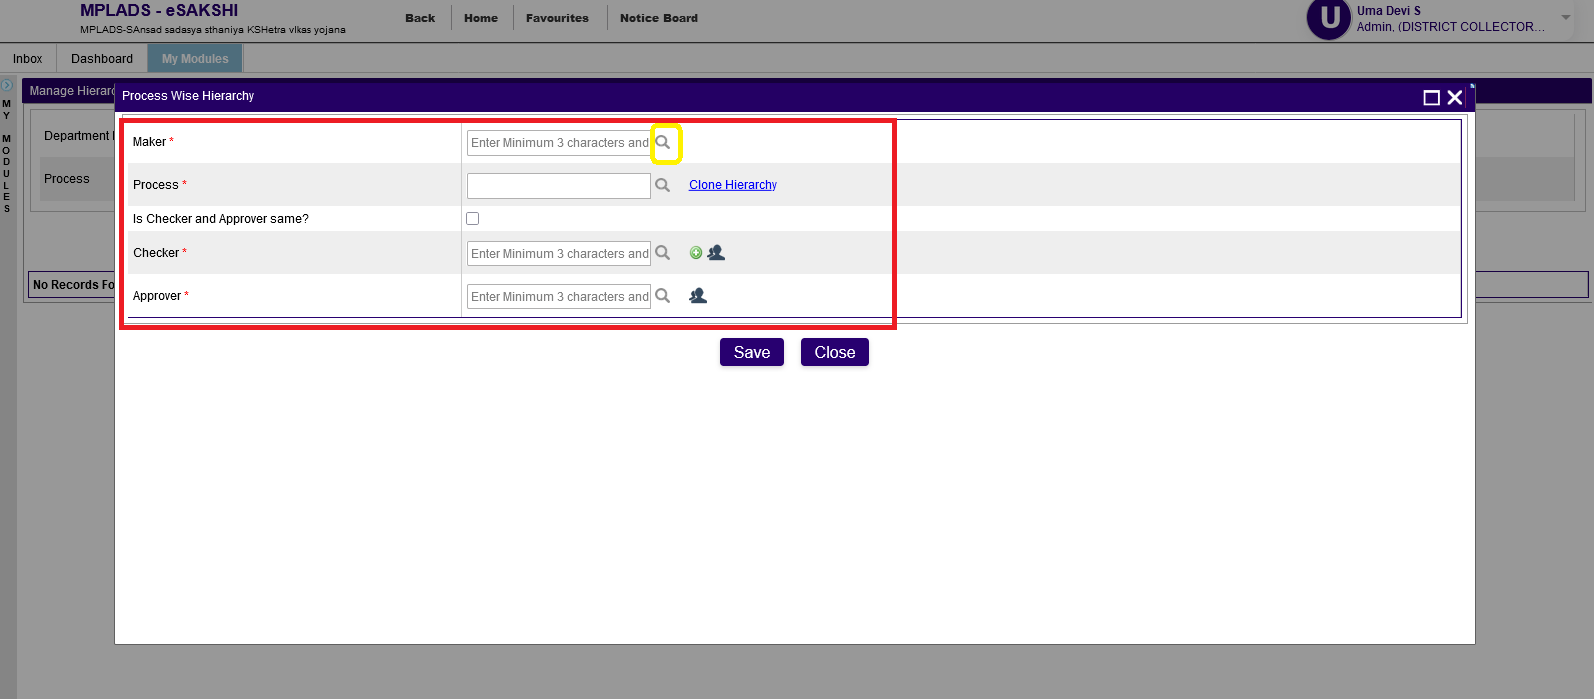 MPLADS - eSAKSHI
MPLADS-SAnsad sadasya sthaniya KSHetra vIkas yojana
Back
Home
Favourites
Notice Board
U
Uma Devi S
Admin, (DISTRICT COLLECTOR...
Inbox
Dashboard
My Modules
MY MODULES
Manage Hierar
Process Wise Hierarchy
Department
Process
No Records Fo
Maker *
Enter Minimum 3 characters and
Process *
Clone Hierarchy
Is Checker and Approver same?
Checker *
Enter Minimum 3 characters and
Approver *
Enter Minimum 3 characters and
Save
Close